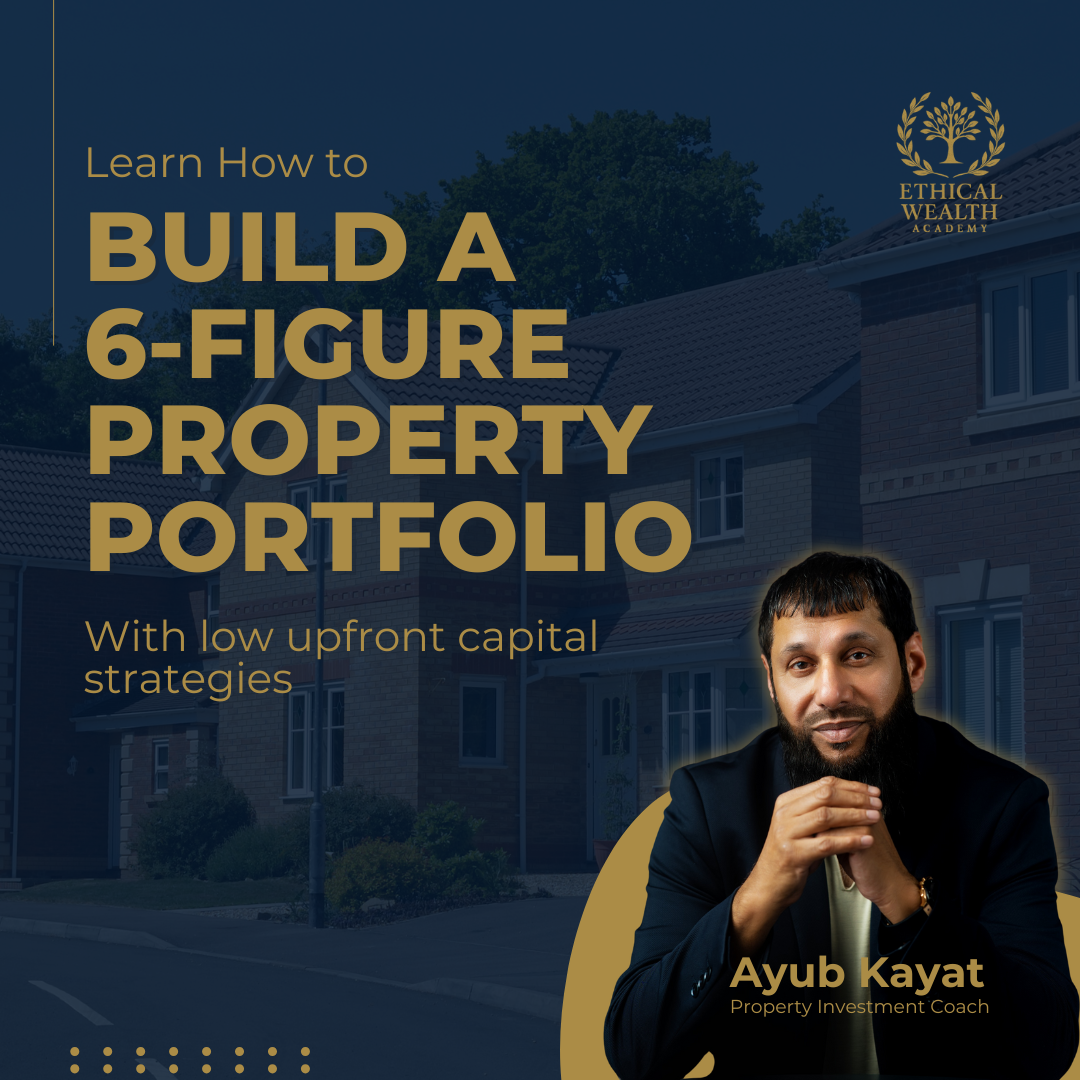 Learn How to
BUILD A
6-FIGURE
PROPERTY
PORTFOLIO
With low upfront capital
strategies
ETHICAL
WEALTH
ACADEMY
Ayub Kayat
Property Investment Coach